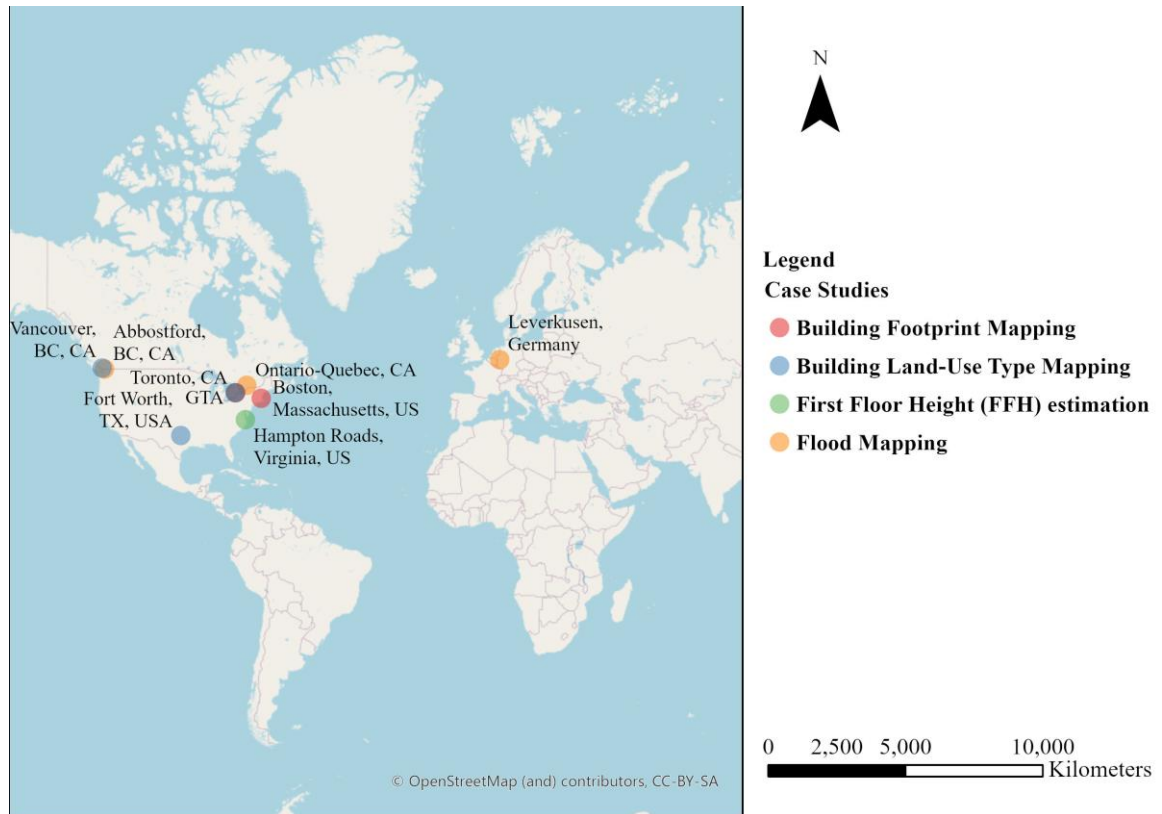 Vancouver,
BC, CA
Abbostford,
BC, CA
Toronto, CA
GTA
Fort Worth,
TX, USA
Ontario-Quebec, CA
Boston,
Massachusetts, US
Hampton Roads,
Virginia, US
Leverkusen,
Germany
© OpenStreetMap (and) contributors, CC-BY-SA
N
Legend
Case Studies
Building Footprint Mapping
Building Land-Use Type Mapping
First Floor Height (FFH) estimation
Flood Mapping
0 2,500 5,000 10,000
Kilometers